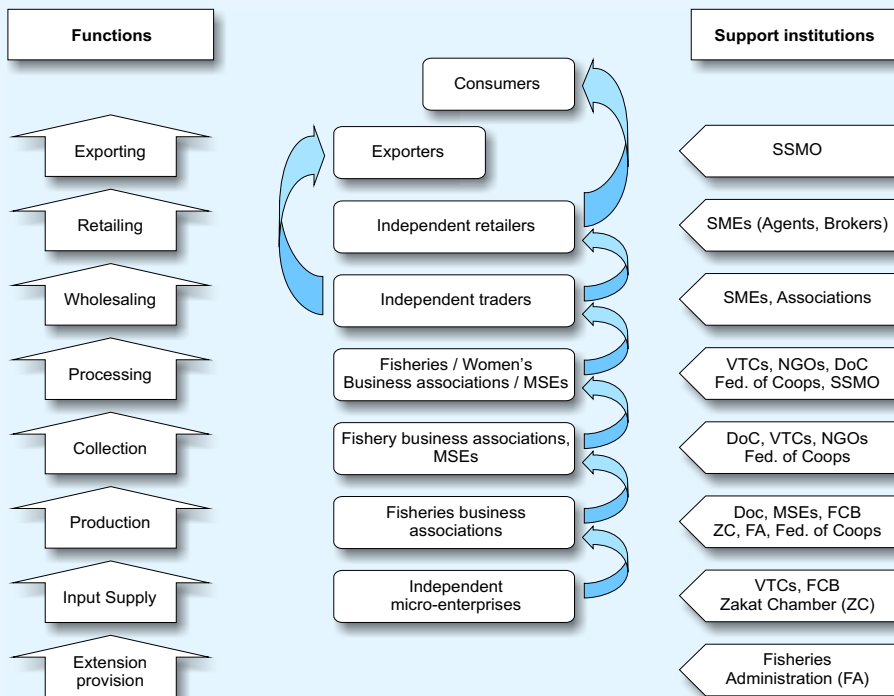 Functions
Support institutions
Consumers
Exporting
Exporters
SSMO
Retailing
Independent retailers
SMEs (Agents, Brokers)
Wholesaling
Independent traders
SMEs, Associations
Processing
Fisheries / Women’s
Business associations / MSEs
VTCs, NGOs, DoC
Fed. of Coops, SSMO
Collection
Fishery business associations,
MSEs
DoC, VTCs, NGOs
Fed. of Coops
Production
Fisheries business
associations
Doc, MSEs, FCB
ZC, FA, Fed. of Coops
Input Supply
Independent
micro-enterprises
VTCs, FCB
Zakat Chamber (ZC)
Extension
provision
Fisheries
Administration (FA)